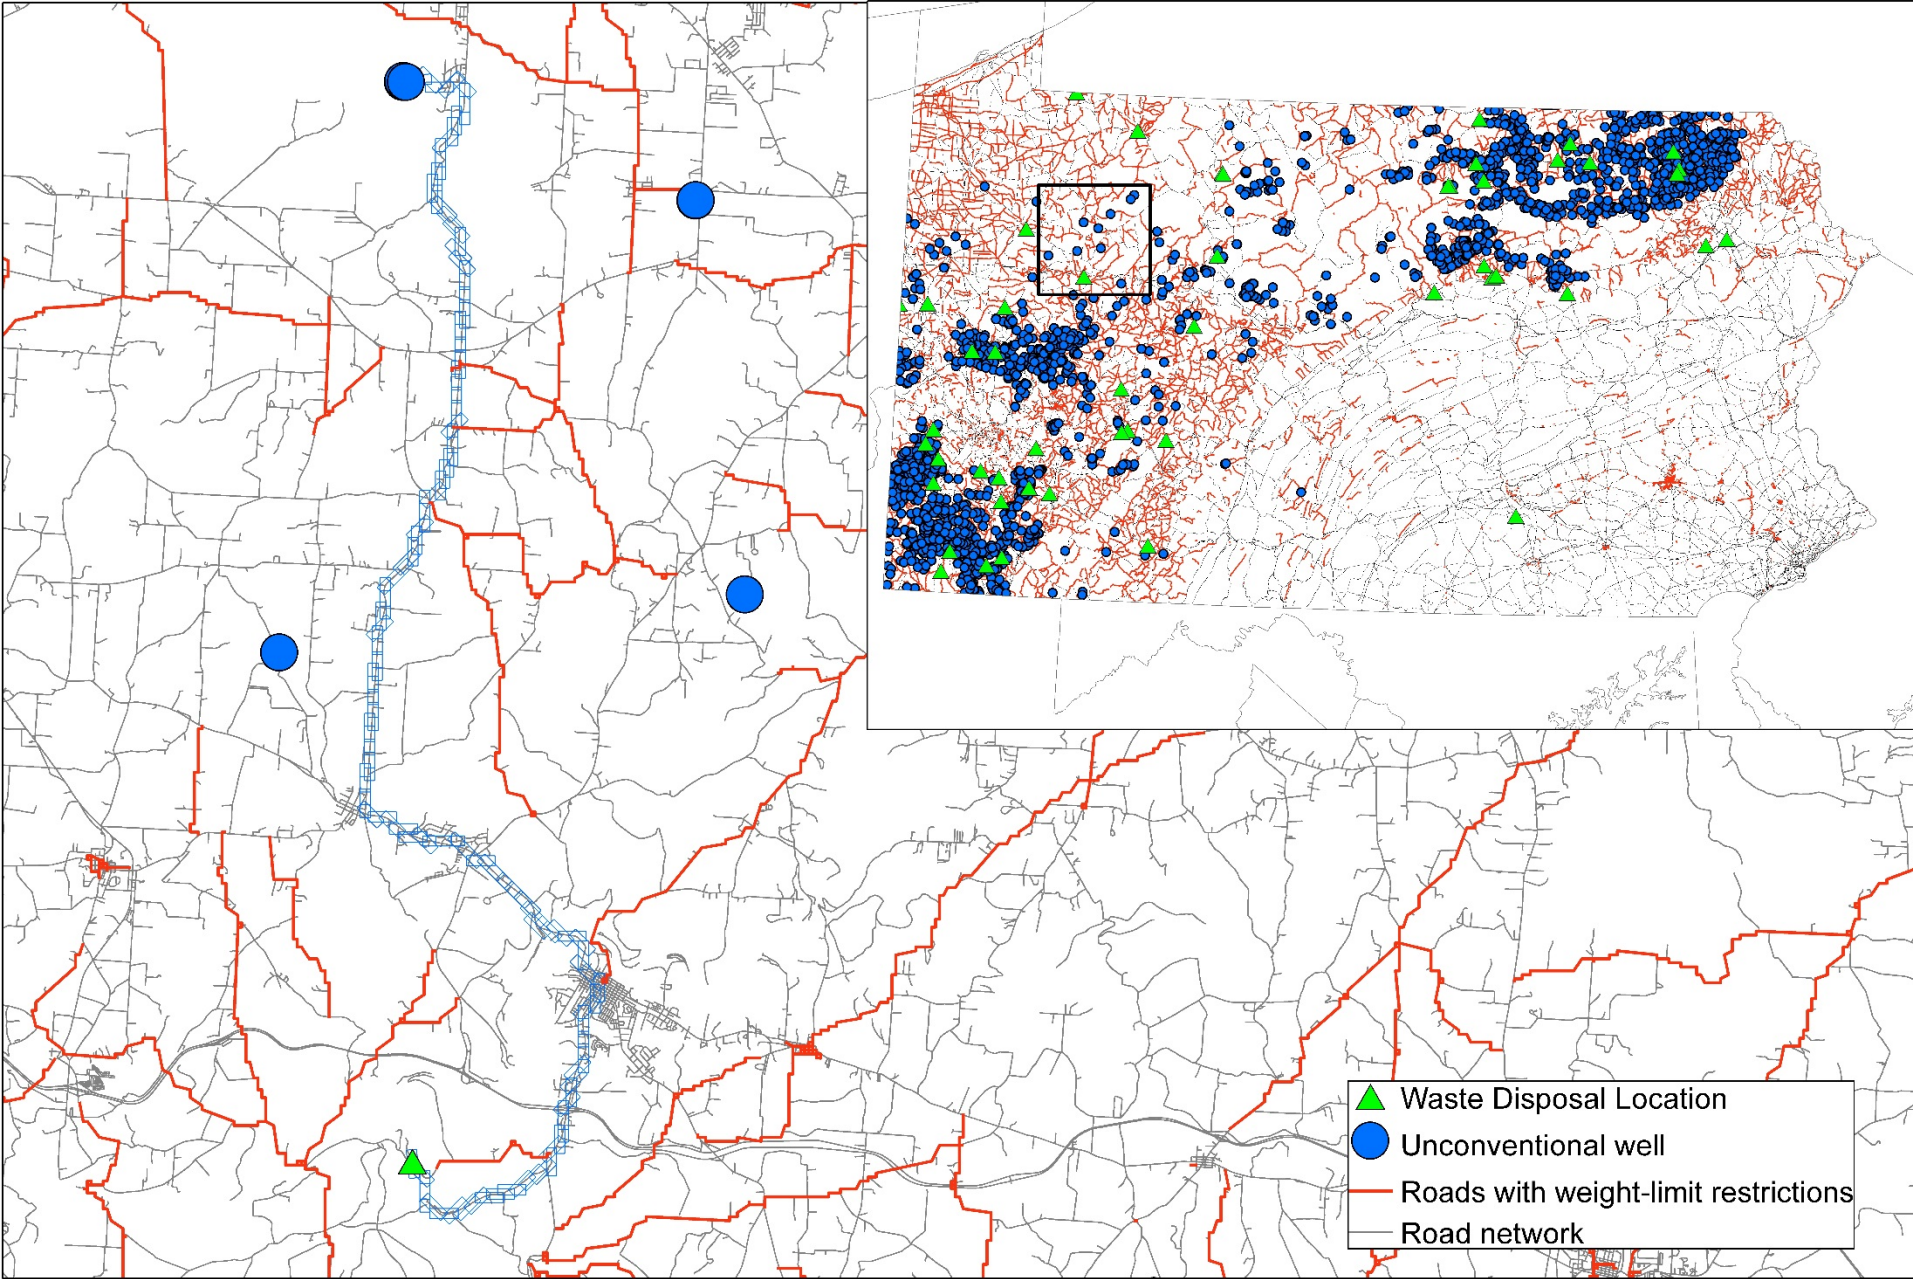 Waste Disposal Location
Unconventional well
Roads with weight-limit restrictions
Road network